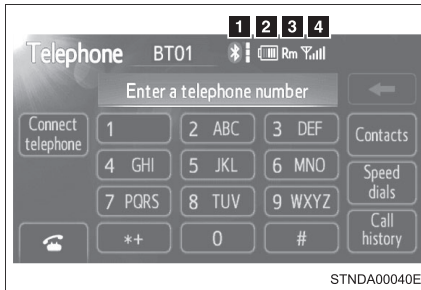 1 2 3 4
Telephone BT01 Rm
Enter a telephone number
Connect telephone
1
2 ABC
3 DEF
Contacts
4 GHI
5 JKL
6 MNO
Speed dials
7 PQRS
8 TUV
9 WXYZ
*+
0
#
Call history
STNDA00040E